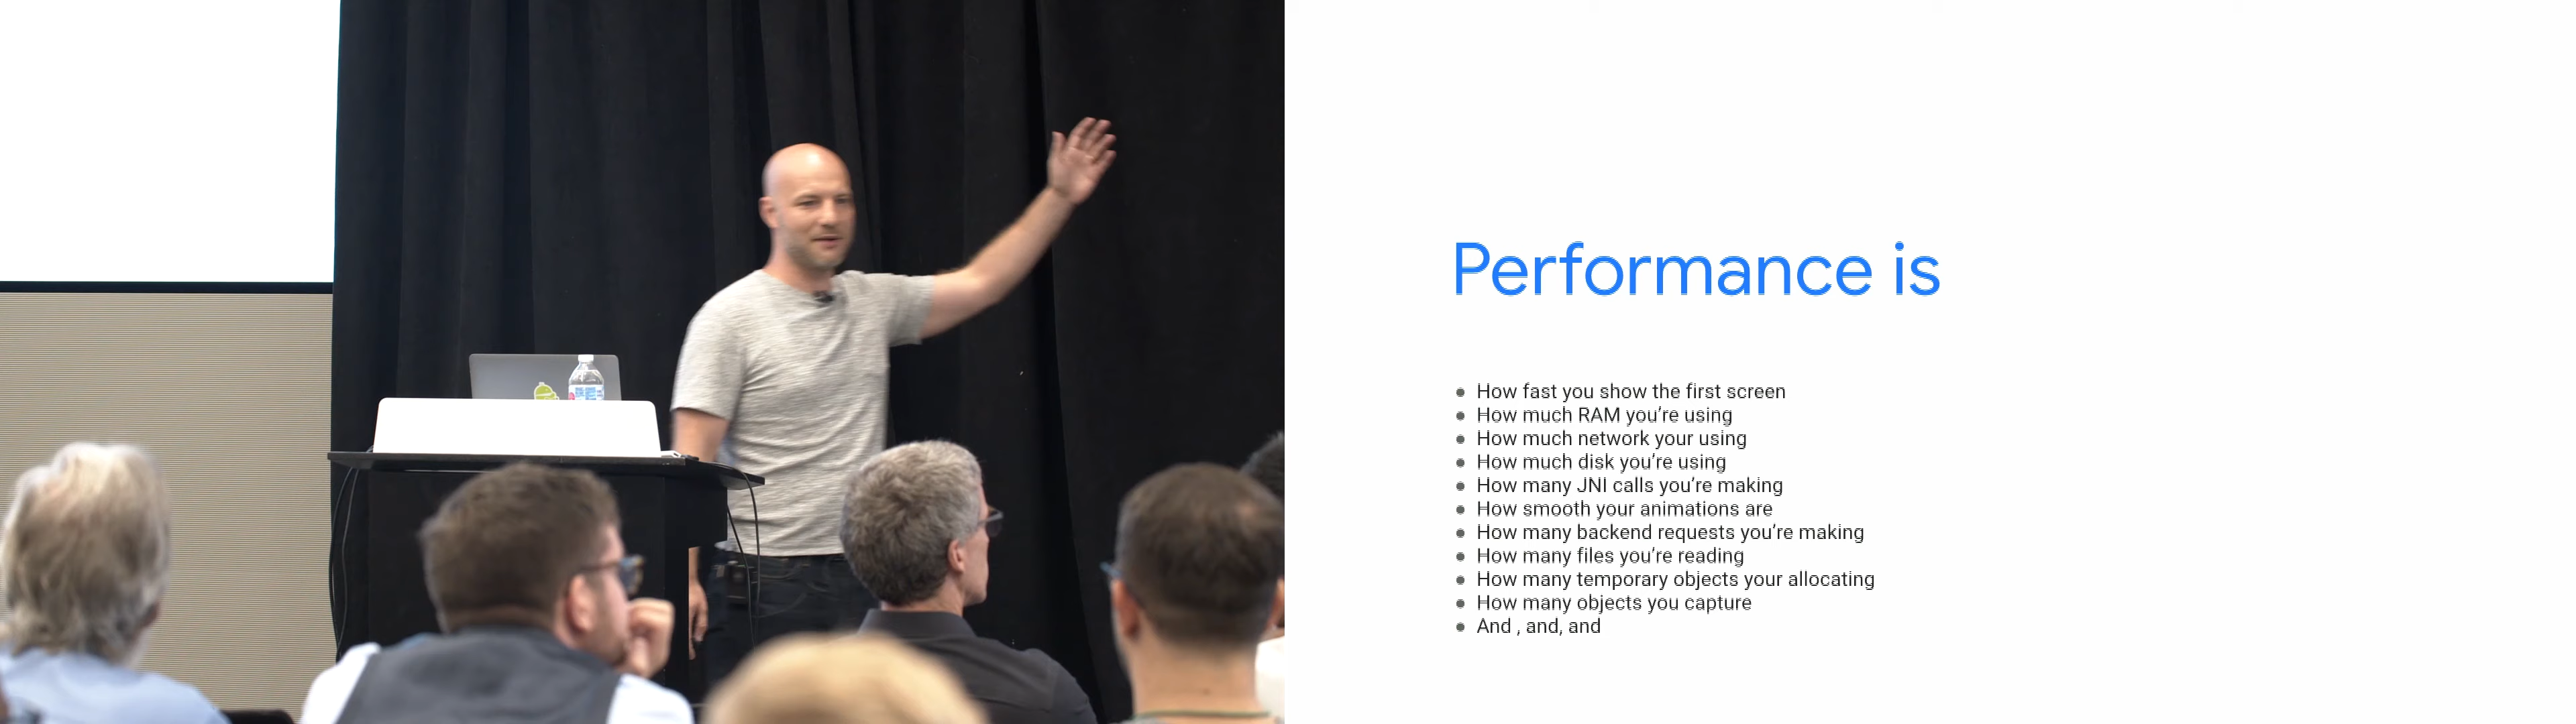 Performance is
How fast you show the first screen
How much RAM you're using
How much network your using
How much disk you're using
How many JNI calls you're making
How smooth your animations are
How many backend requests you're making
How many files you're reading
How many temporary objects your allocating
How many objects you capture
And , and, and